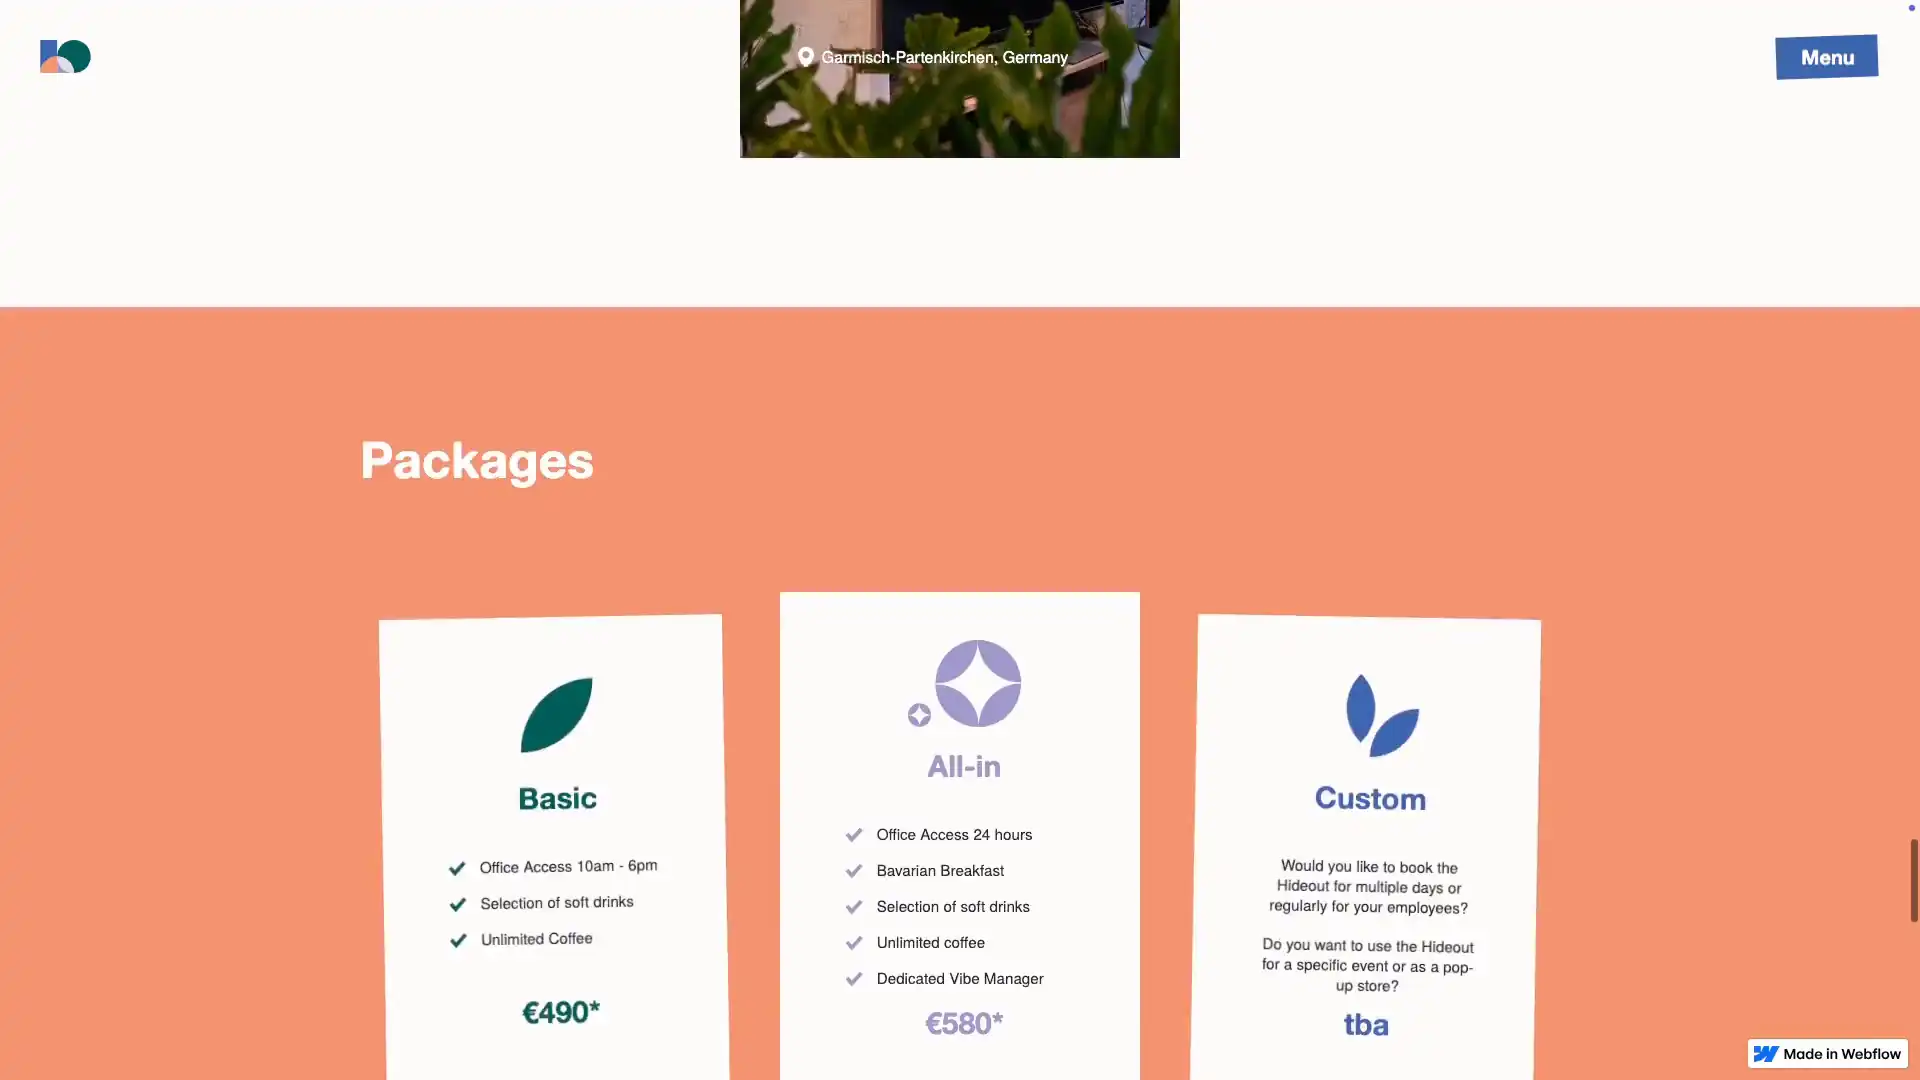 Garmisch-Partenkirchen, Germany
Menu
Packages
Basic
Office Access 10am - 6pm
Selection of soft drinks
Unlimited Coffee
€490*
All-in
Office Access 24 hours
Bavarian Breakfast
Selection of soft drinks
Unlimited coffee
Dedicated Vibe Manager
€580*
Custom
Would you like to book the
Hideout for multiple days or
regularly for your employees?
Do you want to use the Hideout
for a specific event or as a pop-
up store?
tba
Made in Webflow